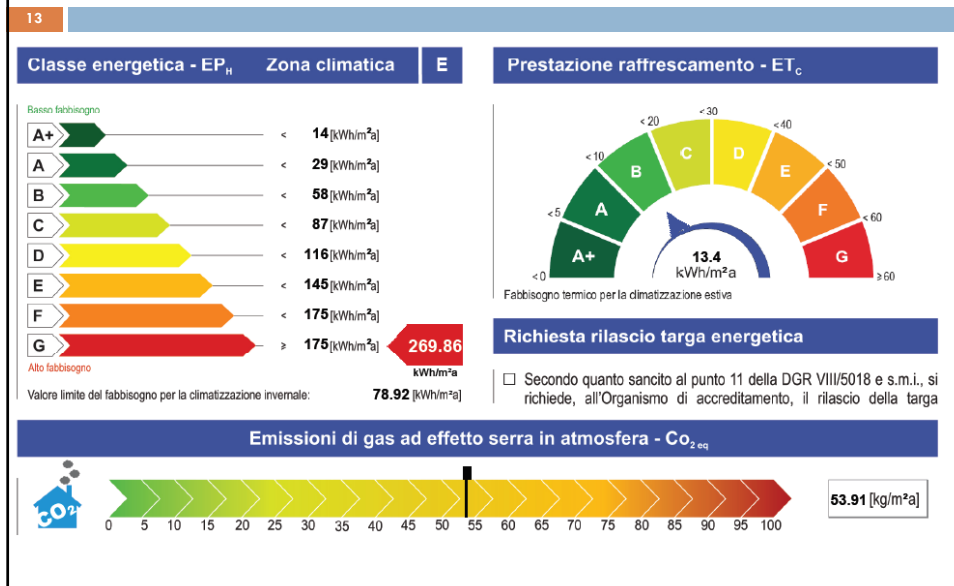 13
Classe energetica - EP_H Zona climatica E
Basso fabbisogno
A+ < 14 [kWh/m²a]
A < 29 [kWh/m²a]
B < 58 [kWh/m²a]
C < 87 [kWh/m²a]
D < 116 [kWh/m²a]
E < 145 [kWh/m²a]
F < 175 [kWh/m²a]
G ≥ 175 [kWh/m²a] 269.86
Alto fabbisogno kWh/m²a
Valore limite del fabbisogno per la climatizzazione invernale: 78.92 [kWh/m²a]
Prestazione raffrescamento - ET_C
<0 <5 <10 <20 <30 <40 <50 <60 ≥60
A+ A B C D E F G
13.4
kWh/m²a
Fabbisogno termico per la climatizzazione estiva
Richiesta rilascio targa energetica
☐ Secondo quanto sancito al punto 11 della DGR VIII/5018 e s.m.i., si
richiede, all'Organismo di accreditamento, il rilascio della targa
Emissioni di gas ad effetto serra in atmosfera - Co₂ eq
CO₂
0 5 10 15 20 25 30 35 40 45 50 55 60 65 70 75 80 85 90 95 100
53.91 [kg/m²a]